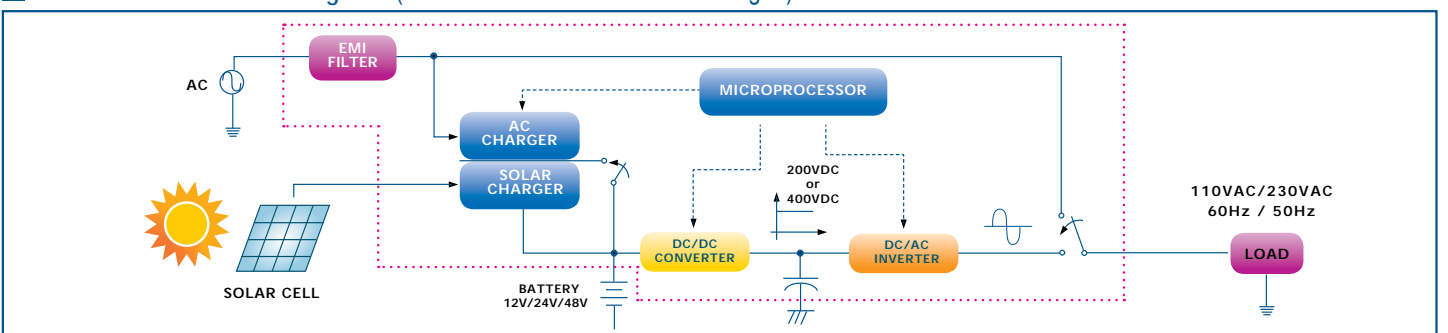 EMI
FILTER
AC
MICROPROCESSOR
AC
CHARGER
SOLAR
CHARGER
200VDC
or
400VDC
110VAC/230VAC
60Hz / 50Hz
DC/DC
CONVERTER
DC/AC
INVERTER
LOAD
SOLAR CELL
BATTERY
12V/24V/48V